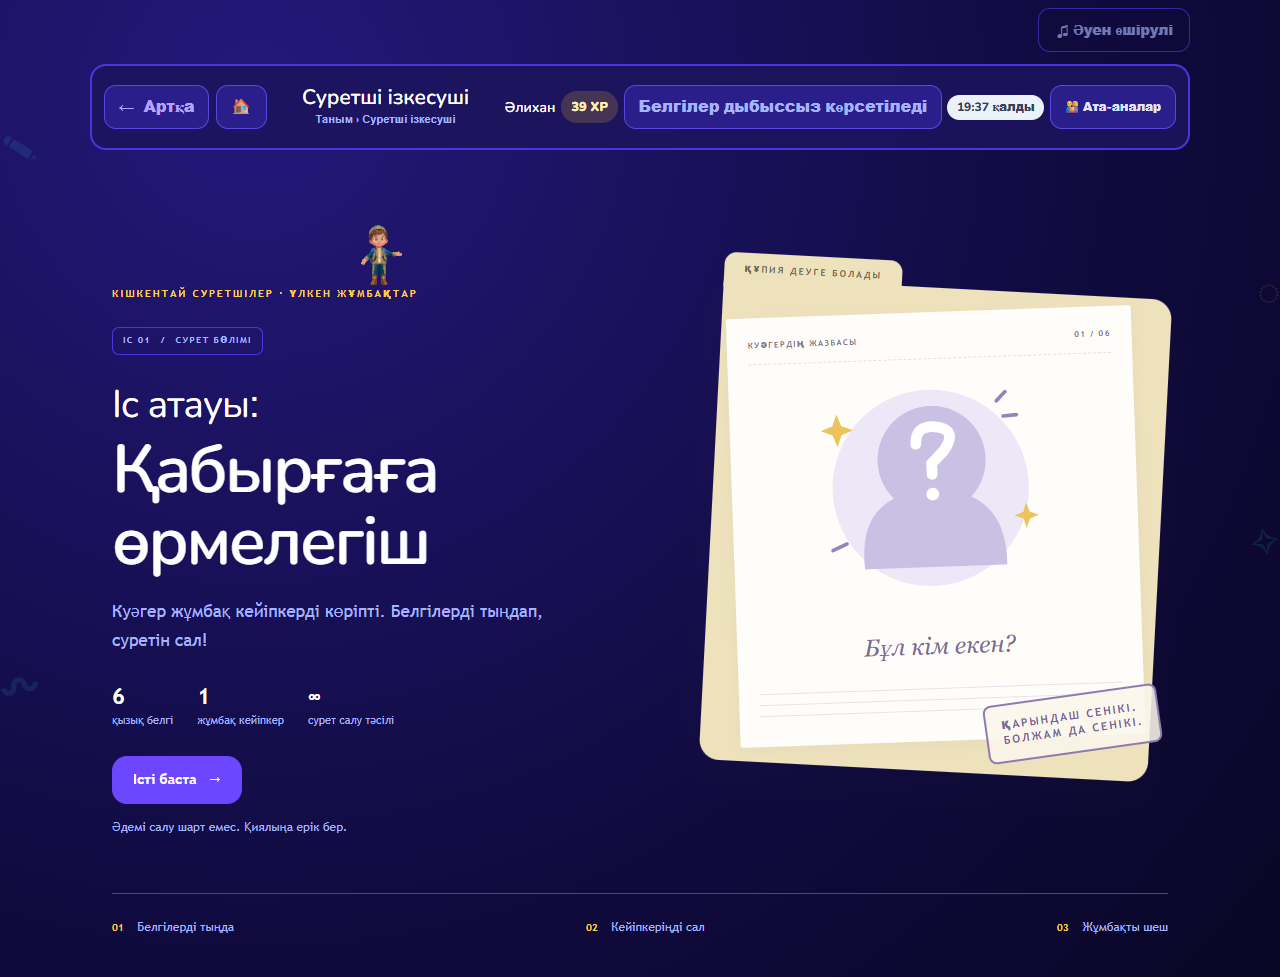 ♫ Әуен өшірулі
← Артқа
Суретші ізкесуші
Таным › Суретші ізкесуші
Әлихан
39 XP
Белгілер дыбыссыз көрсетіледі
19:37 қалды
Ата-аналар
КІШКЕНТАЙ СУРЕТШІЛЕР · ҮЛКЕН ЖҰМБАҚТАР
ІС 01 / СУРЕТ БӨЛІМІ
Іс атауы:
Қабырғаға
өрмелегіш
Куәгер жұмбақ кейіпкерді көріпті. Белгілерді тыңдап,
суретін сал!
6
қызық белгі
1
жұмбақ кейіпкер
∞
сурет салу тәсілі
Істі баста →
Әдемі салу шарт емес. Қиялыңа ерік бер.
ҚҰПИЯ ДЕУГЕ БОЛАДЫ
КУӘГЕРДІҢ ЖАЗБАСЫ
01 / 06
?
Бұл кім екен?
ҚАРЫНДАШ СЕНІКІ.
БОЛЖАМ ДА СЕНІКІ.
01 Белгілерді тыңда
02 Кейіпкеріңді сал
03 Жұмбақты шеш